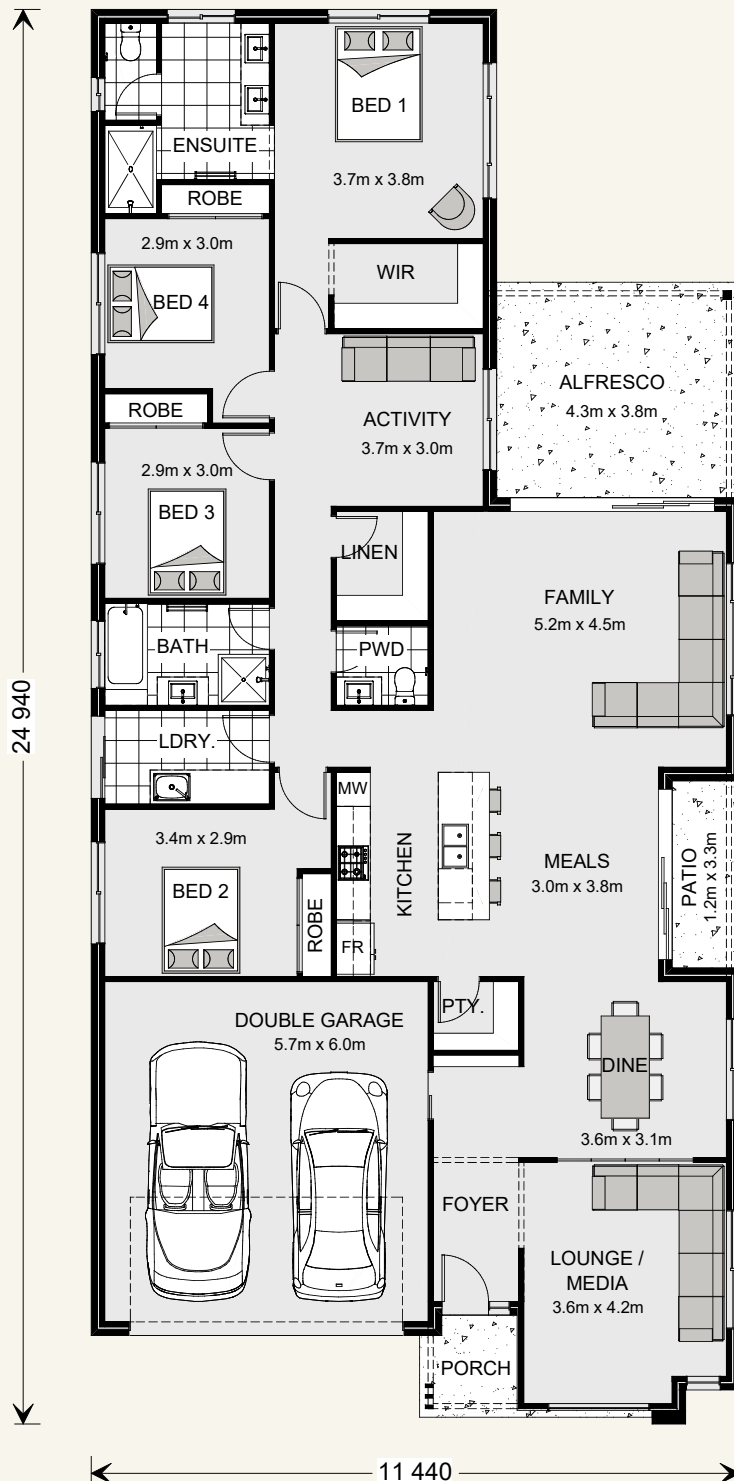 BED 1
ENSUITE
3.7m x 3.8m
ROBE
2.9m x 3.0m
WIR
BED 4
ALFRESCO
4.3m x 3.8m
ROBE
ACTIVITY
3.7m x 3.0m
2.9m x 3.0m
BED 3
LINEN
FAMILY
5.2m x 4.5m
BATH
PWD
24 940
LDRY.
MW
3.4m x 2.9m
KITCHEN
MEALS
3.0m x 3.8m
PATIO
1.2m x 3.3m
BED 2
ROBE
FR
PTY.
DOUBLE GARAGE
5.7m x 6.0m
DINE
3.6m x 3.1m
FOYER
LOUNGE /
MEDIA
3.6m x 4.2m
PORCH
11 440